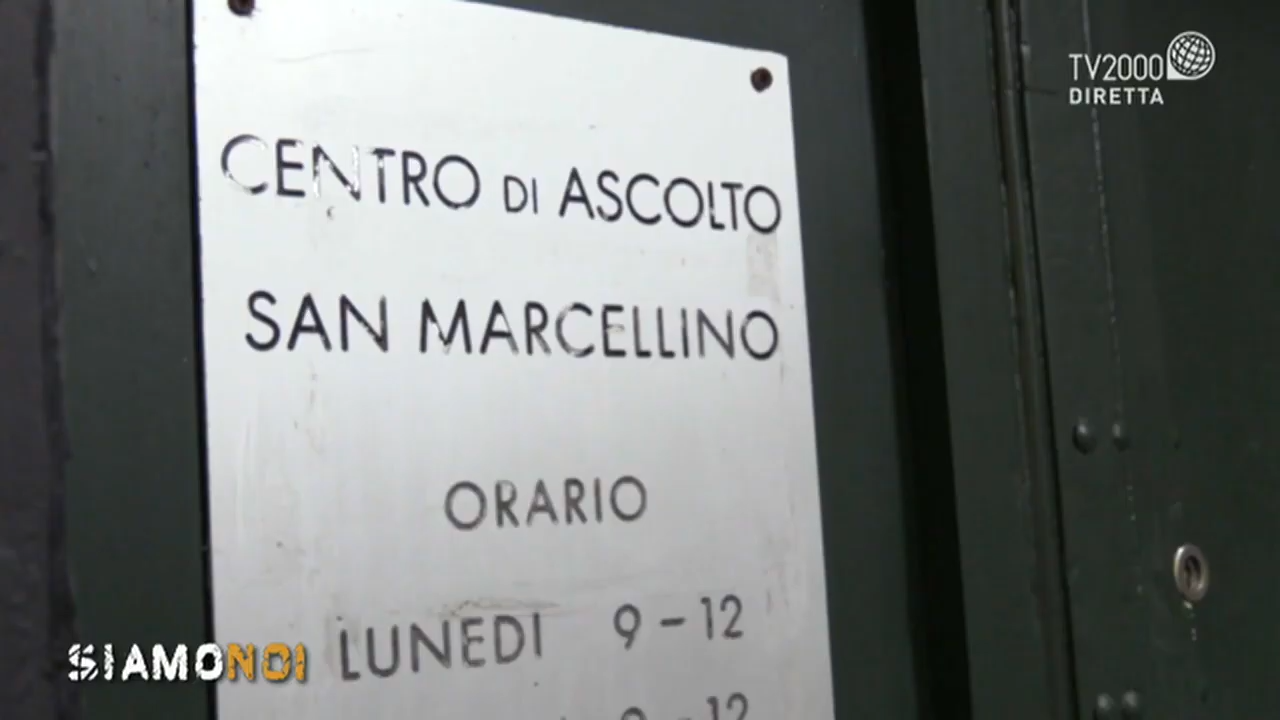 TV2000
DIRETTA
CENTRO DI ASCOLTO
SAN MARCELLINO
ORARIO
LUNEDI 9-12
9-12
SIAMONOI